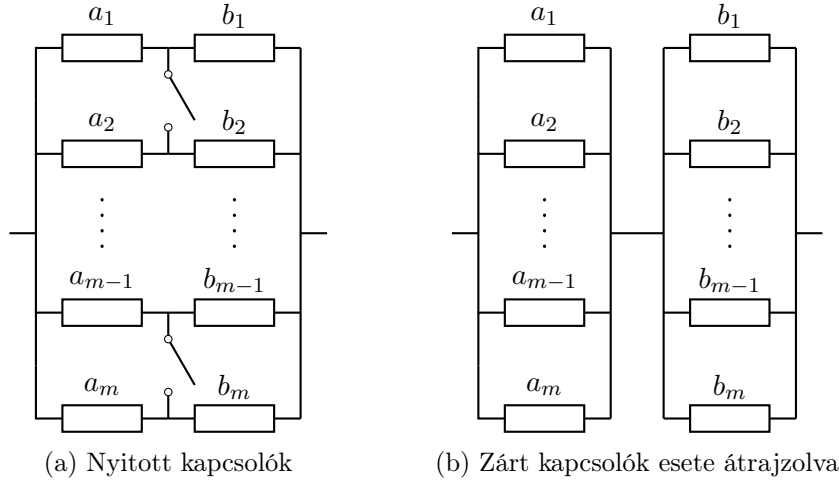 a₁ b₁ a₁ b₁
a₂ b₂ a₂ b₂
aₘ₋₁ bₘ₋₁ aₘ₋₁ bₘ₋₁
aₘ bₘ aₘ bₘ
(a) Nyitott kapcsolók
(b) Zárt kapcsolók esete átrajzolva